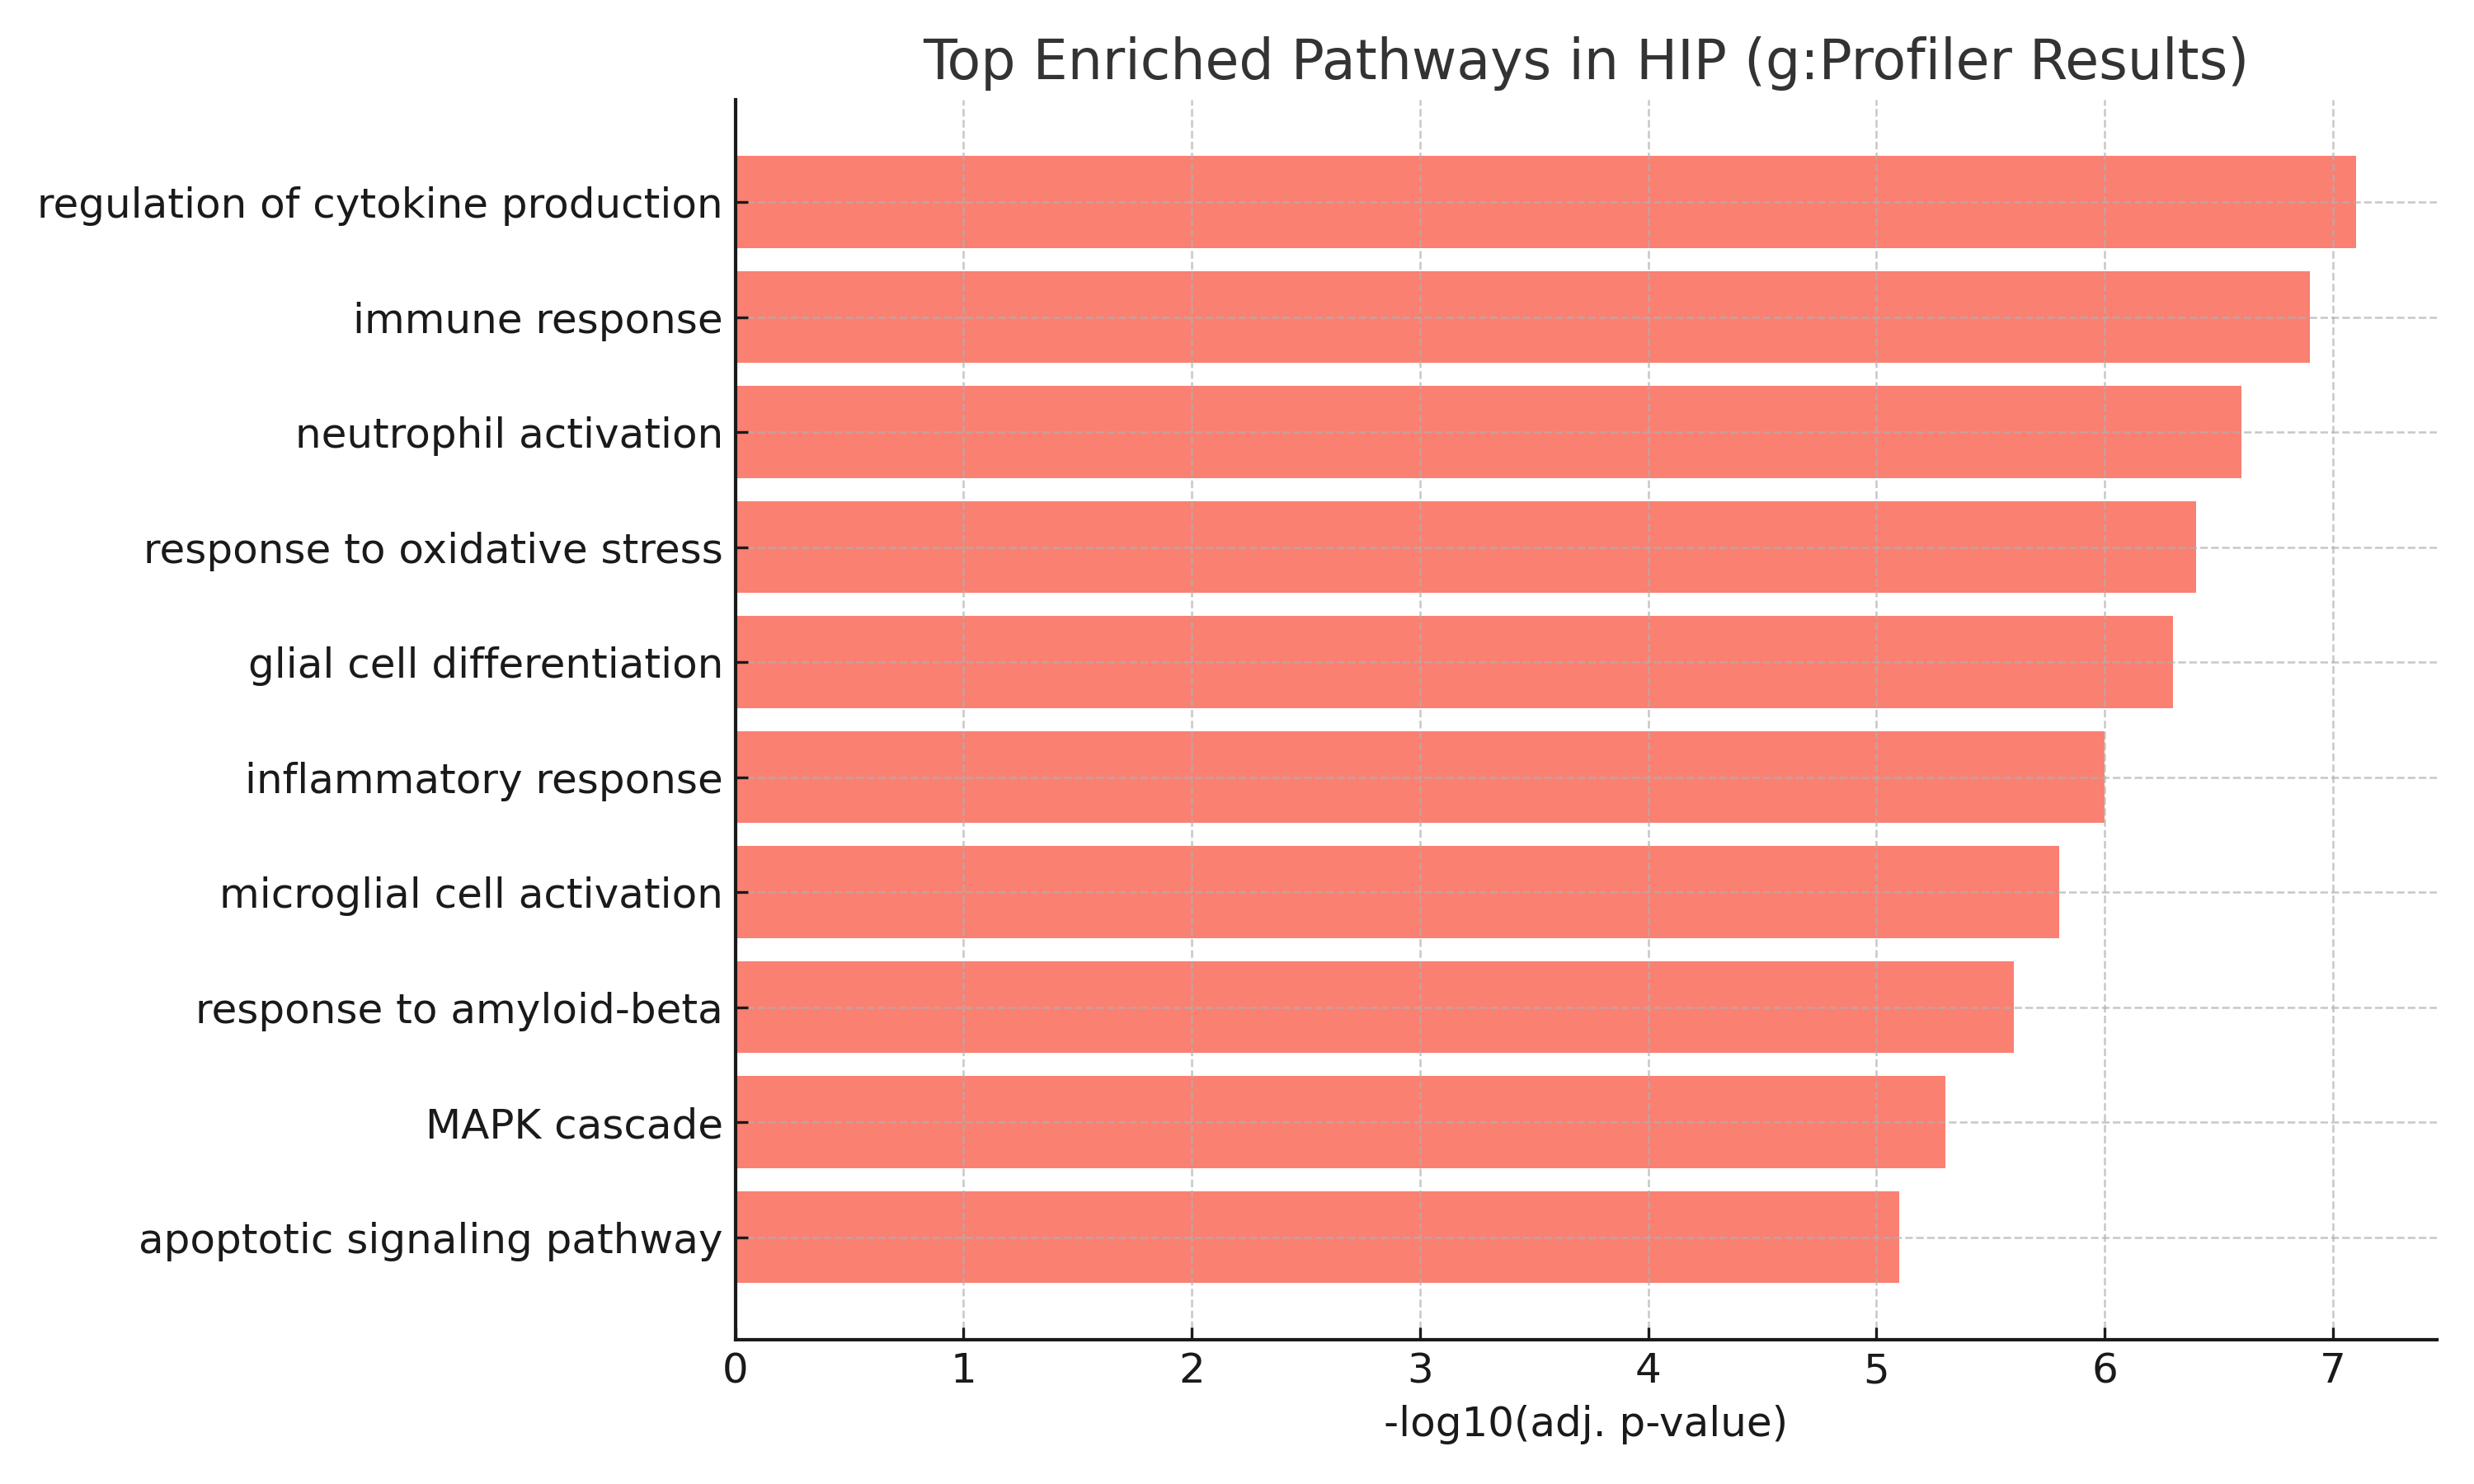 Top Enriched Pathways in HIP (g:Profiler Results)
regulation of cytokine production
immune response
neutrophil activation
response to oxidative stress
glial cell differentiation
inflammatory response
microglial cell activation
response to amyloid-beta
MAPK cascade
apoptotic signaling pathway
0 1 2 3 4 5 6 7
-log10(adj. p-value)